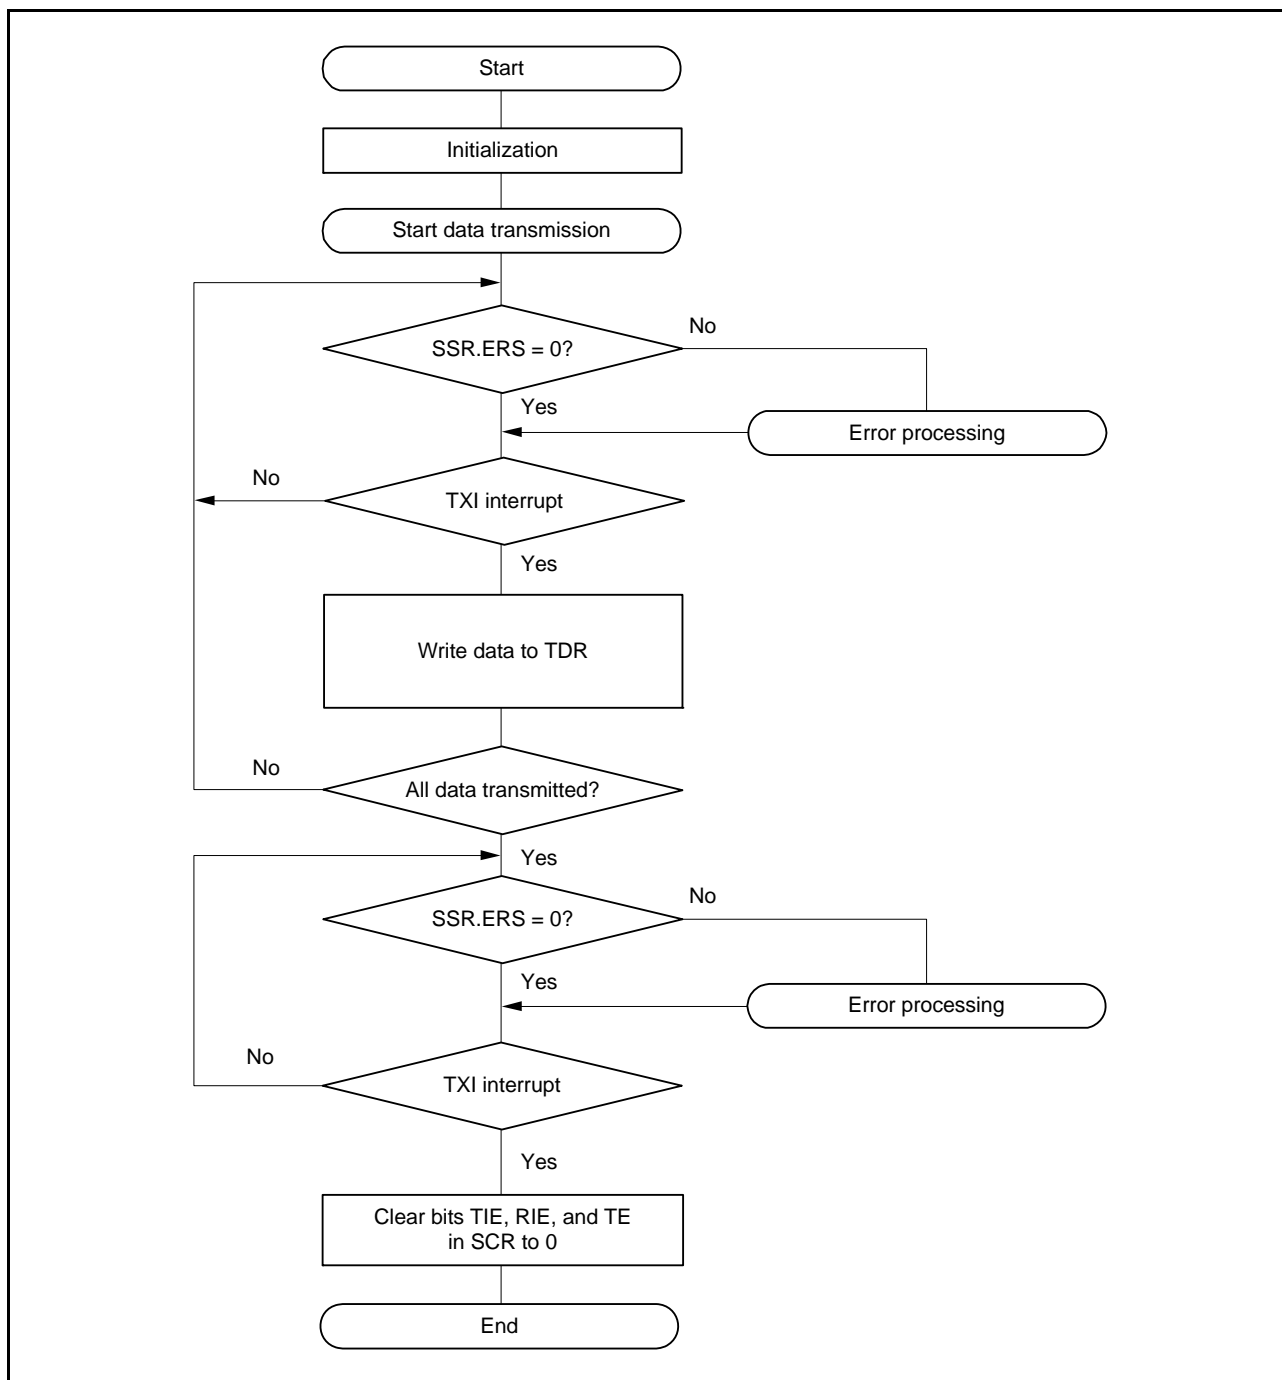 Start
Initialization
Start data transmission
SSR.ERS = 0?
No
Yes
Error processing
No
TXI interrupt
Yes
Write data to TDR
No
All data transmitted?
Yes
SSR.ERS = 0?
No
Yes
Error processing
No
TXI interrupt
Yes
Clear bits TIE, RIE, and TE
in SCR to 0
End